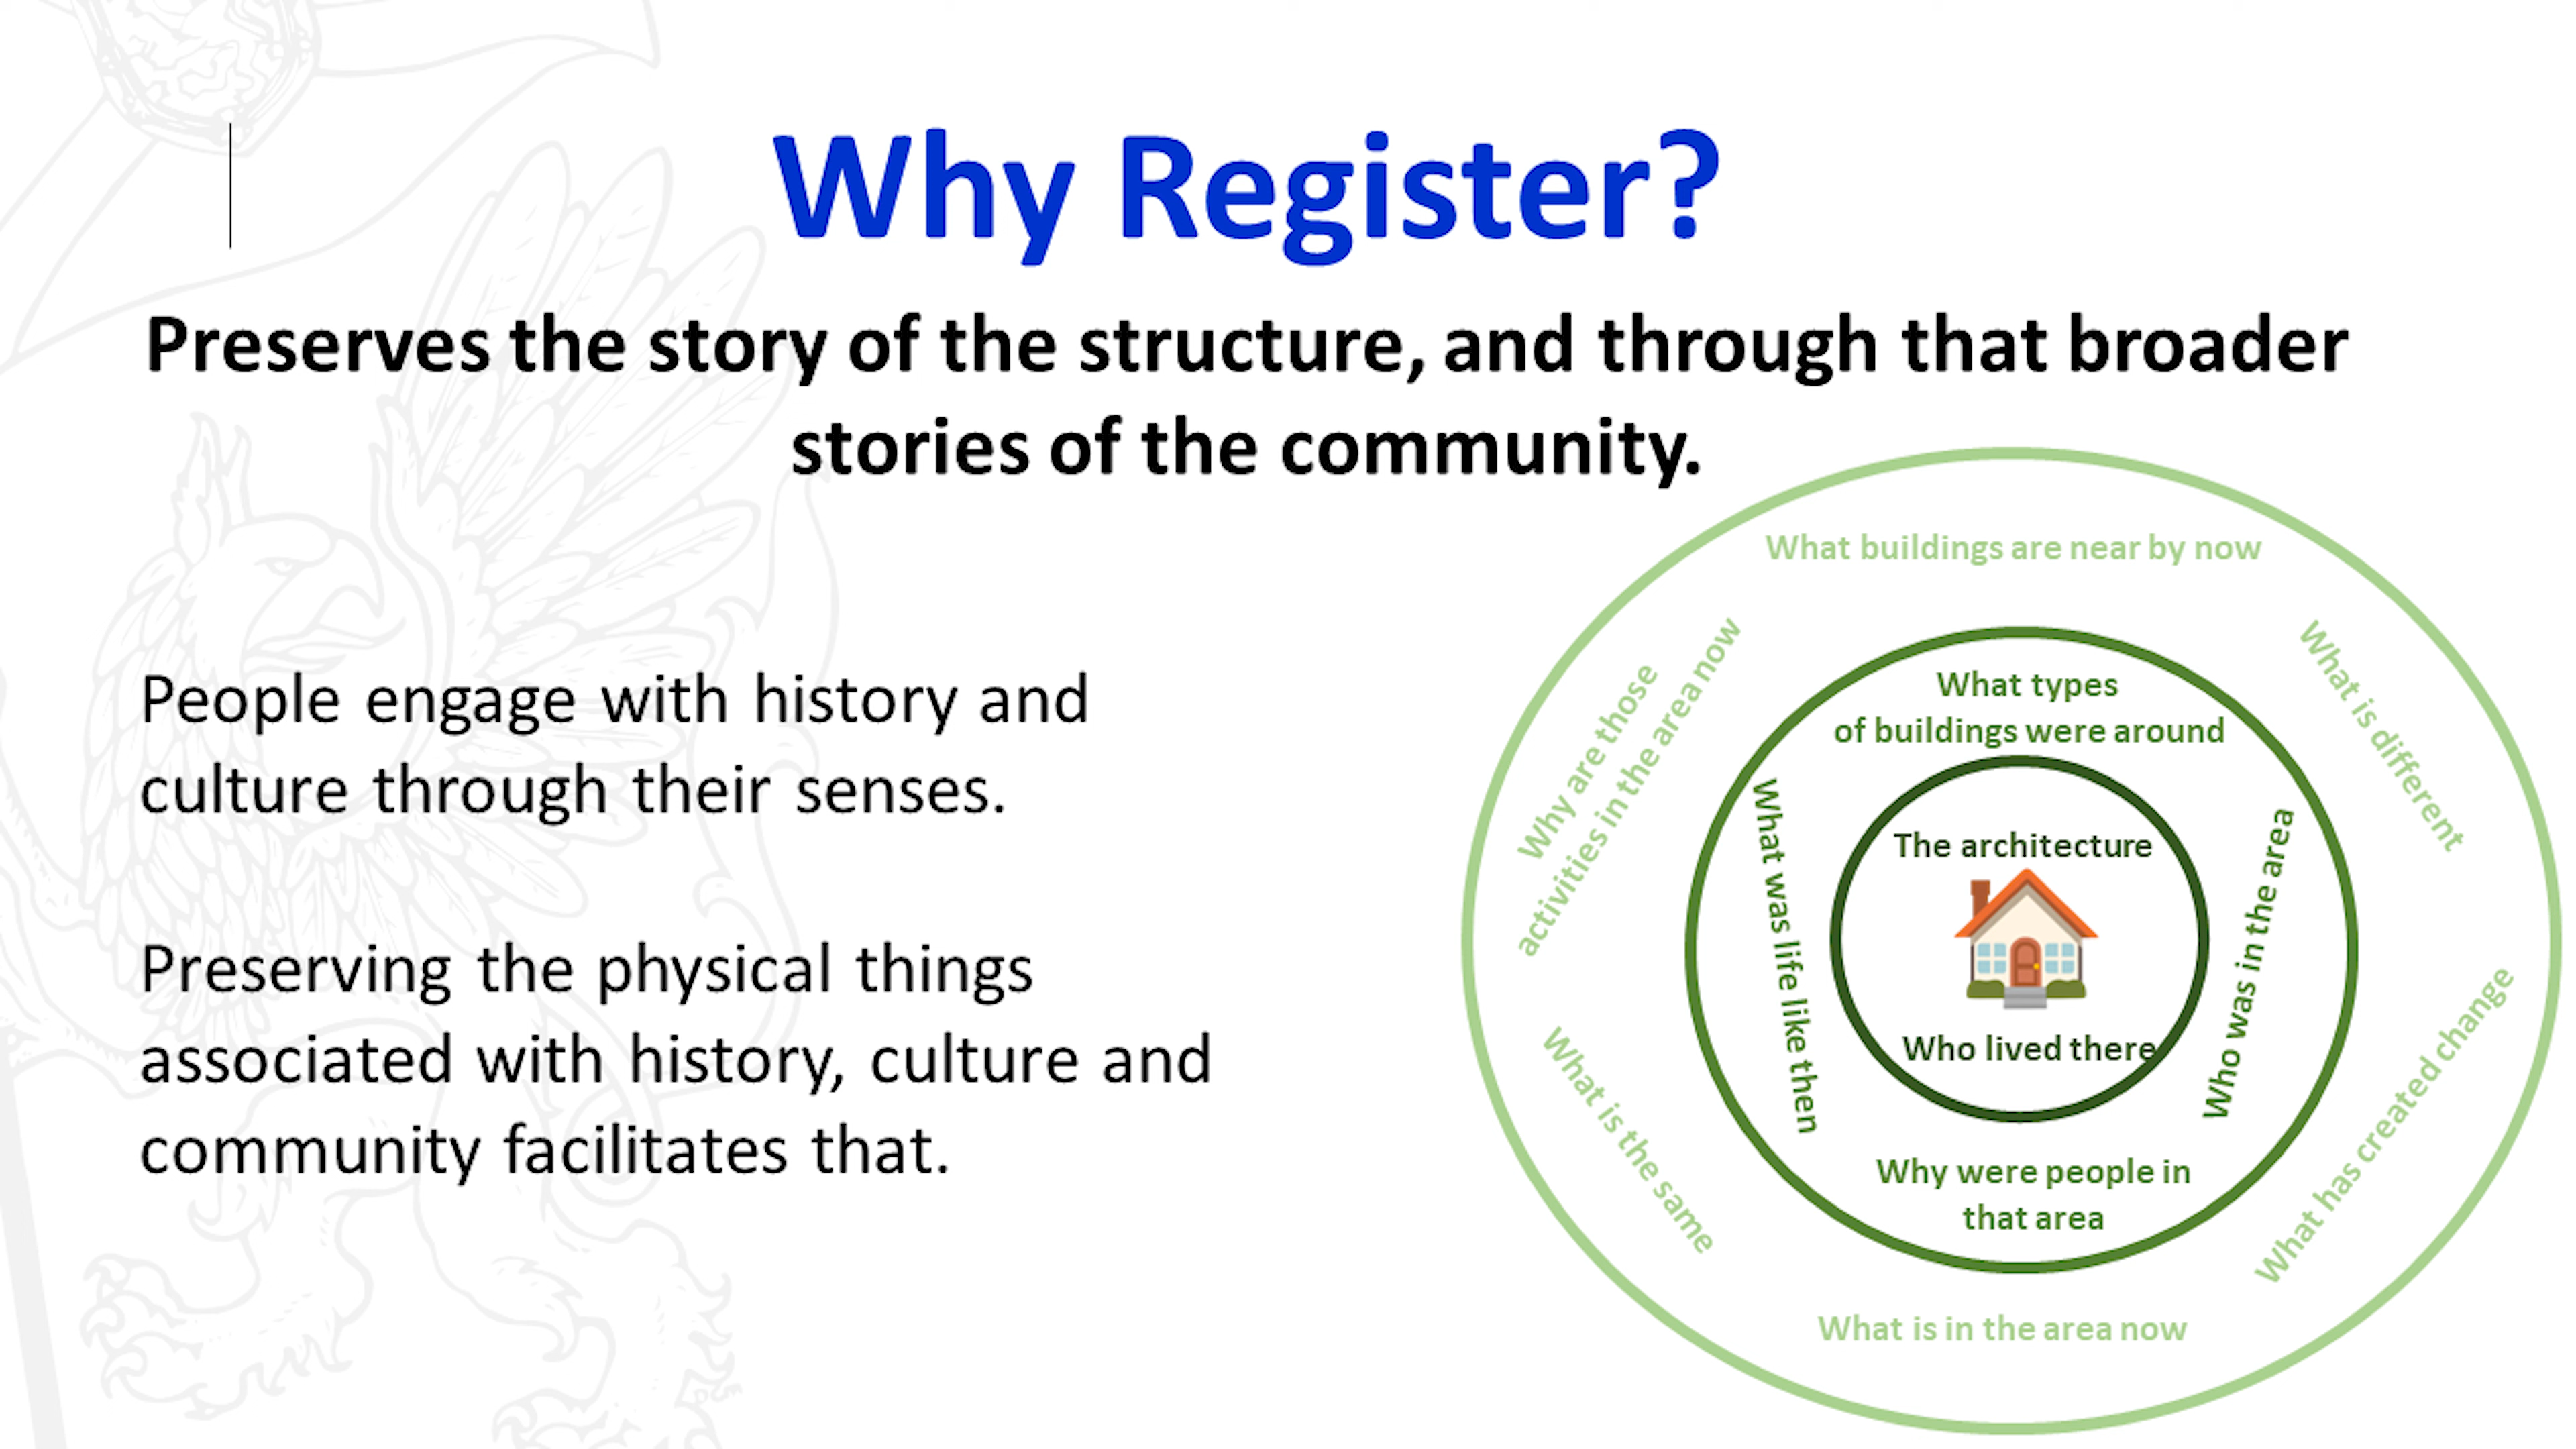 Why Register?
Preserves the story of the structure, and through that broader
stories of the community.
People engage with history and
culture through their senses.
Preserving the physical things
associated with history, culture and
community facilitates that.
What buildings are near by now
Why are those
activities in the area now
What is different
What types
of buildings were around
What was life like then
The architecture
Who was in the area
Who lived there
What is the same
What has created change
Why were people in
that area
What is in the area now